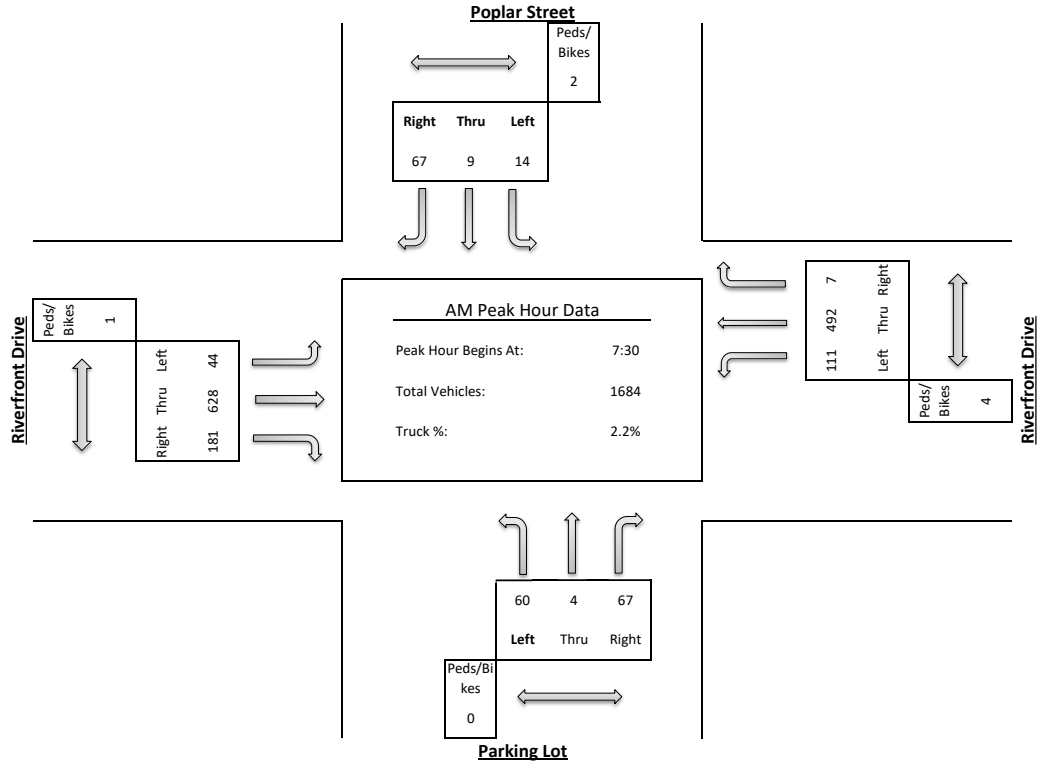 Poplar Street
Peds/
Bikes
2
Right Thru Left
67 9 14
Riverfront Drive
Peds/
Bikes
1
Left 44
Thru 628
Right 181
AM Peak Hour Data
Peak Hour Begins At: 7:30
Total Vehicles: 1684
Truck %: 2.2%
7 Right
492 Thru
111 Left
Peds/
Bikes
4
Riverfront Drive
60 4 67
Left Thru Right
Peds/Bi
kes
0
Parking Lot